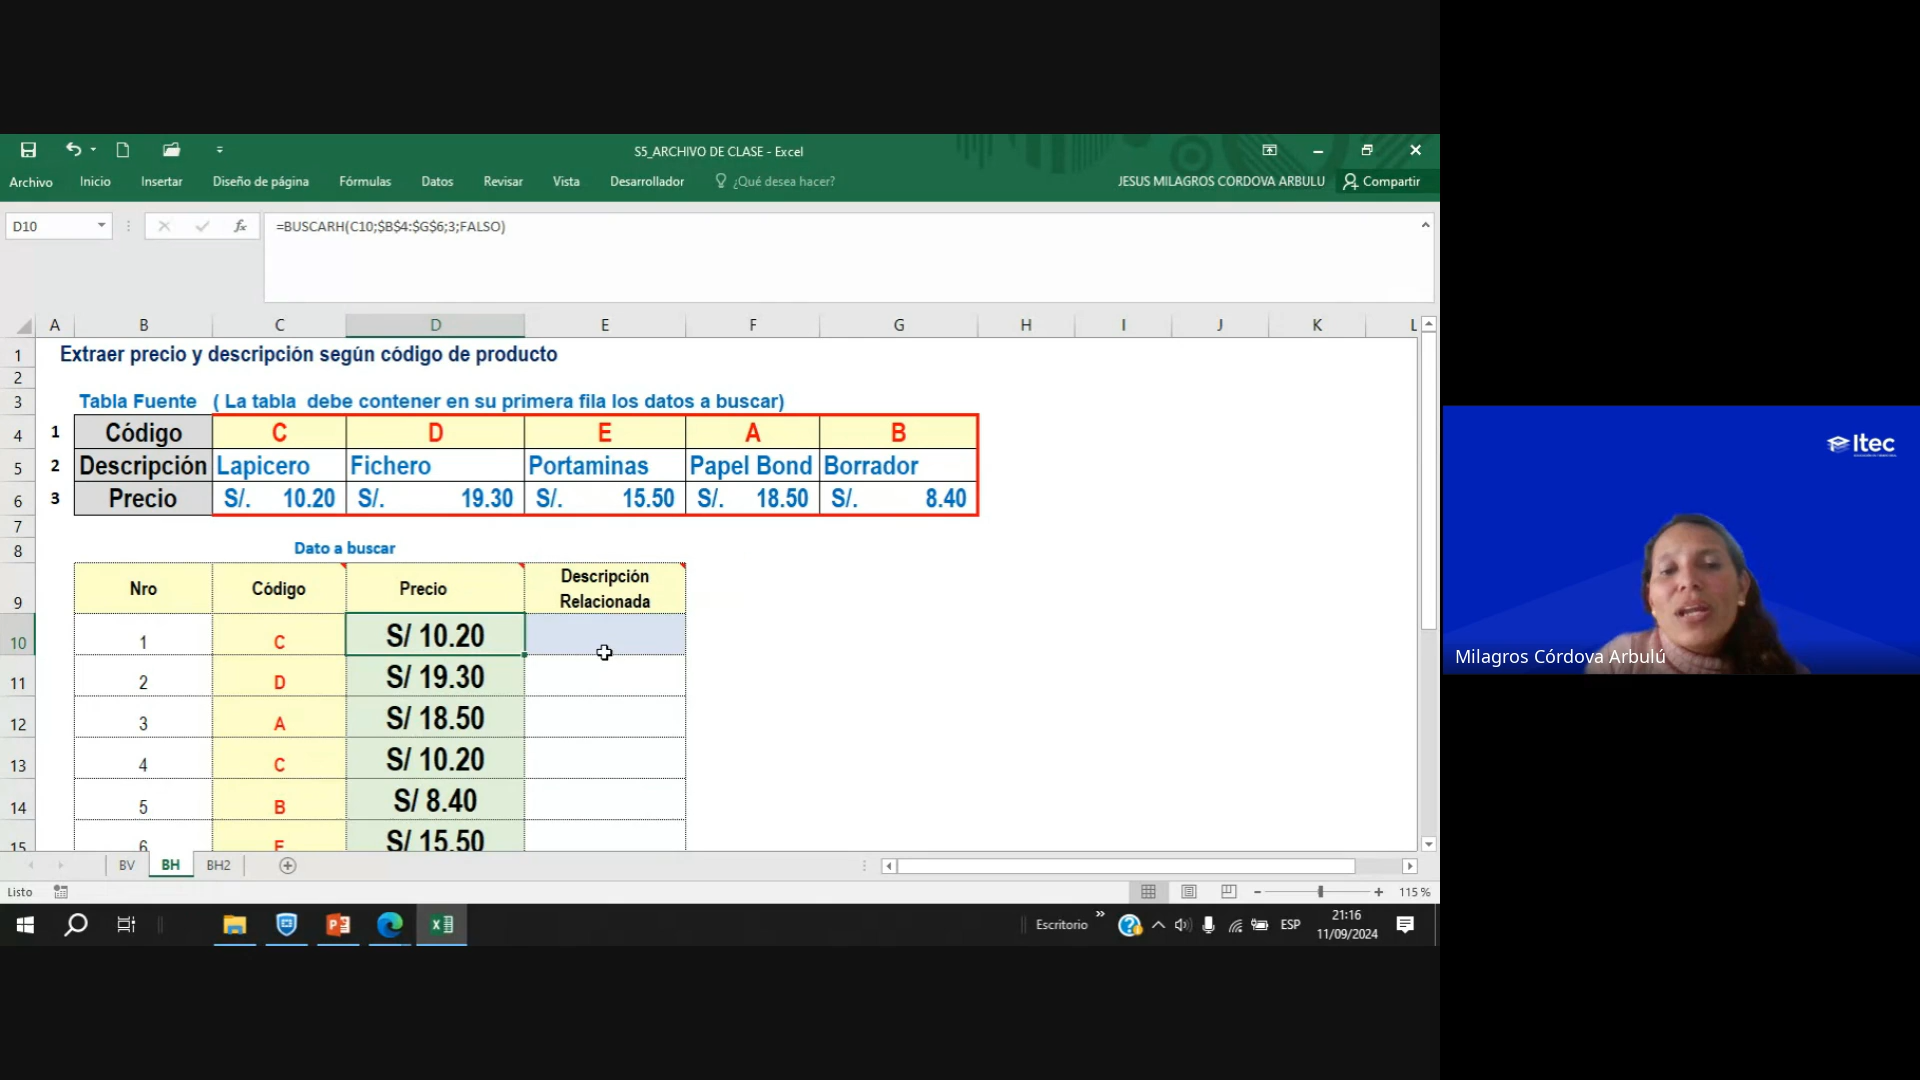 S5_ARCHIVO DE CLASE - Excel
Archivo Inicio Insertar Diseño de página Fórmulas Datos Revisar Vista Desarrollador ¿Qué desea hacer? JESUS MILAGROS CORDOVA ARBULU Compartir
D10 fx =BUSCARH(C10;$B$4:$G$6;3;FALSO)
A B C D E F G H I J K L
1 Extraer precio y descripción según código de producto
2
3 Tabla Fuente ( La tabla debe contener en su primera fila los datos a buscar)
4 1 Código C D E A B
5 2 Descripción Lapicero Fichero Portaminas Papel Bond Borrador
6 3 Precio S/. 10.20 S/. 19.30 S/. 15.50 S/. 18.50 S/. 8.40
7
8 Dato a buscar
9 Nro Código Precio Descripción Relacionada
10 1 C S/ 10.20
11 2 D S/ 19.30
12 3 A S/ 18.50
13 4 C S/ 10.20
14 5 B S/ 8.40
15 6 E S/ 15.50
BV BH BH2
Listo 115 %
Escritorio » ESP 21:16
11/09/2024
Itec
Milagros Córdova Arbulú